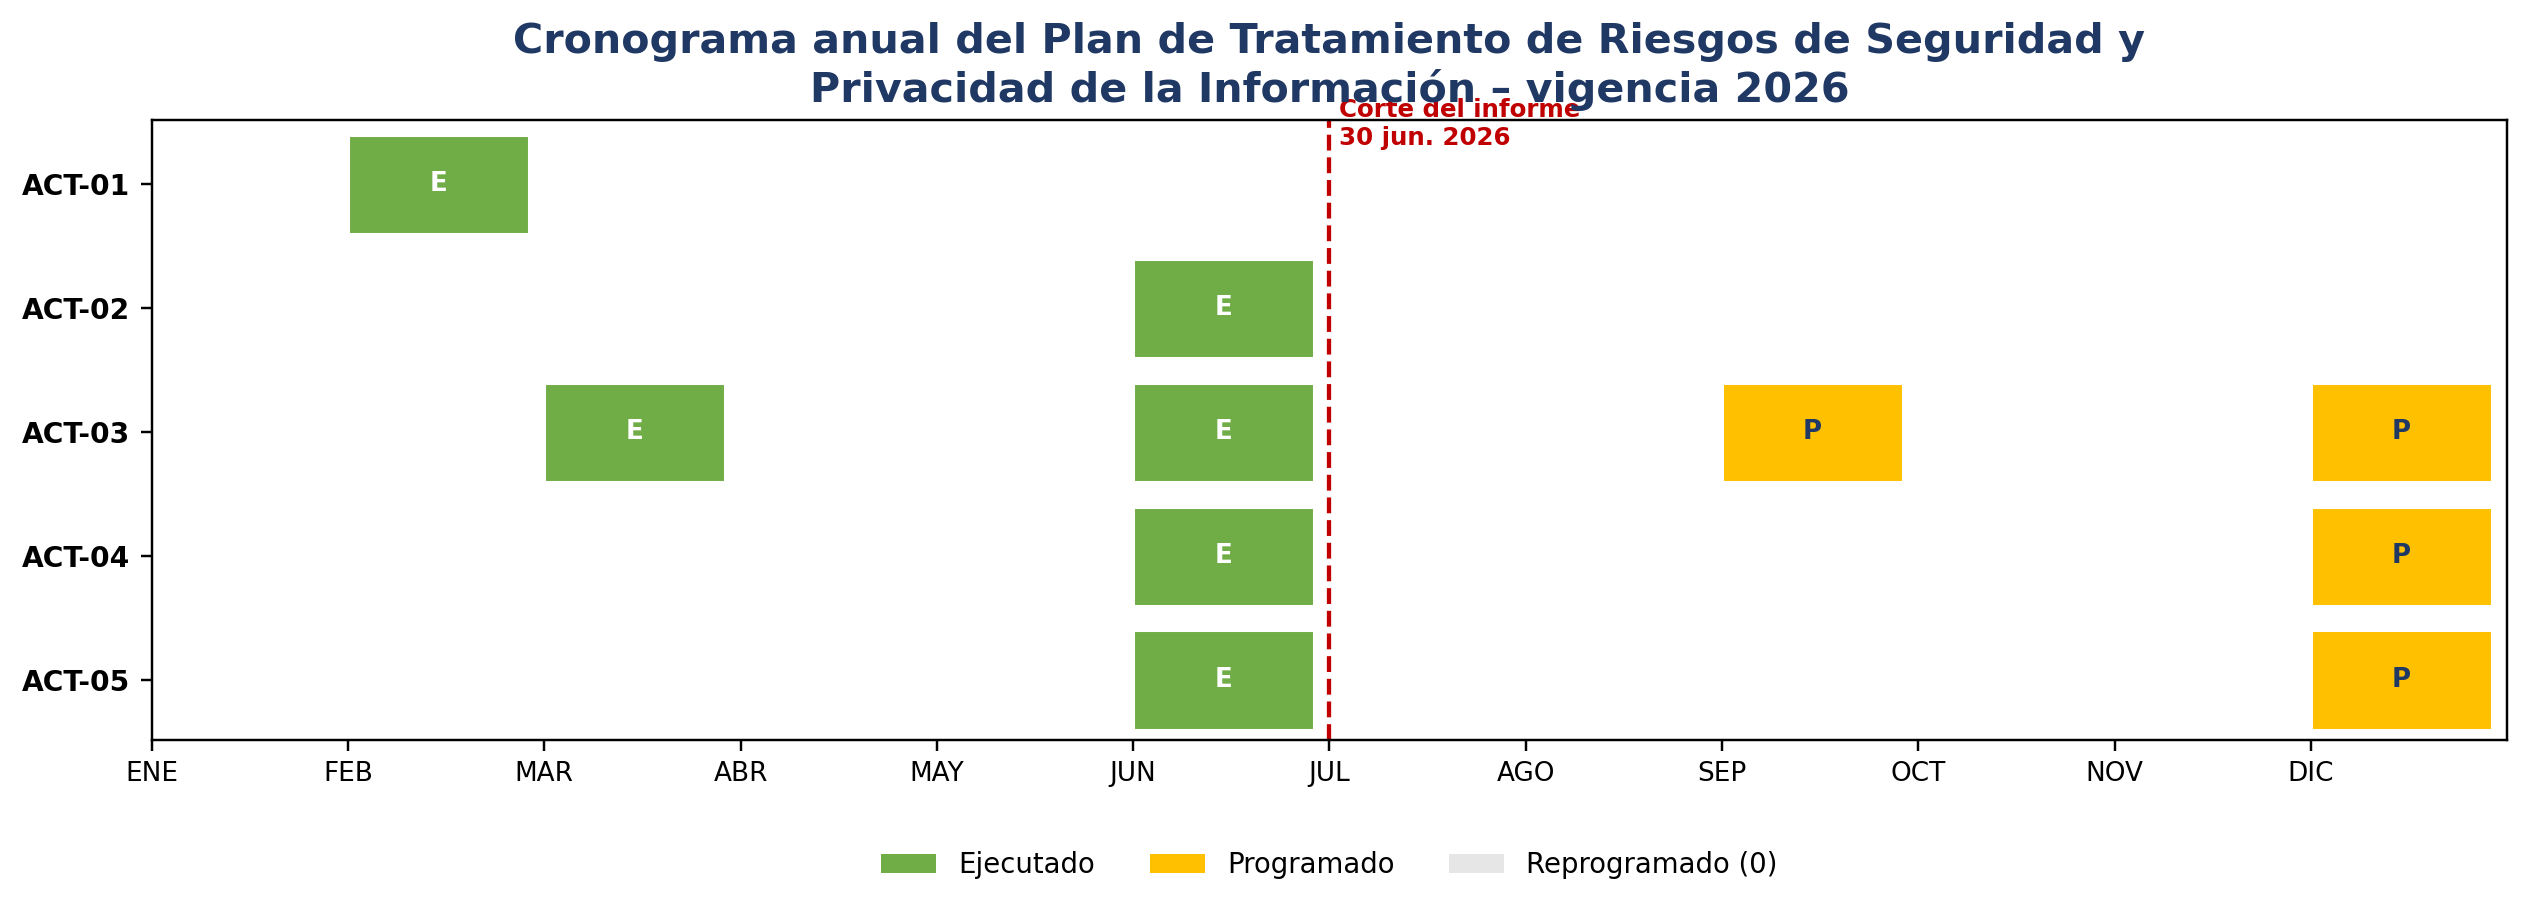 Cronograma anual del Plan de Tratamiento de Riesgos de Seguridad y
Privacidad de la Información – vigencia 2026
Corte del informe
30 jun. 2026
ACT-01
E
ACT-02
E
ACT-03
E
E
P
P
ACT-04
E
P
ACT-05
E
P
ENE FEB MAR ABR MAY JUN JUL AGO SEP OCT NOV DIC
Ejecutado Programado Reprogramado (0)